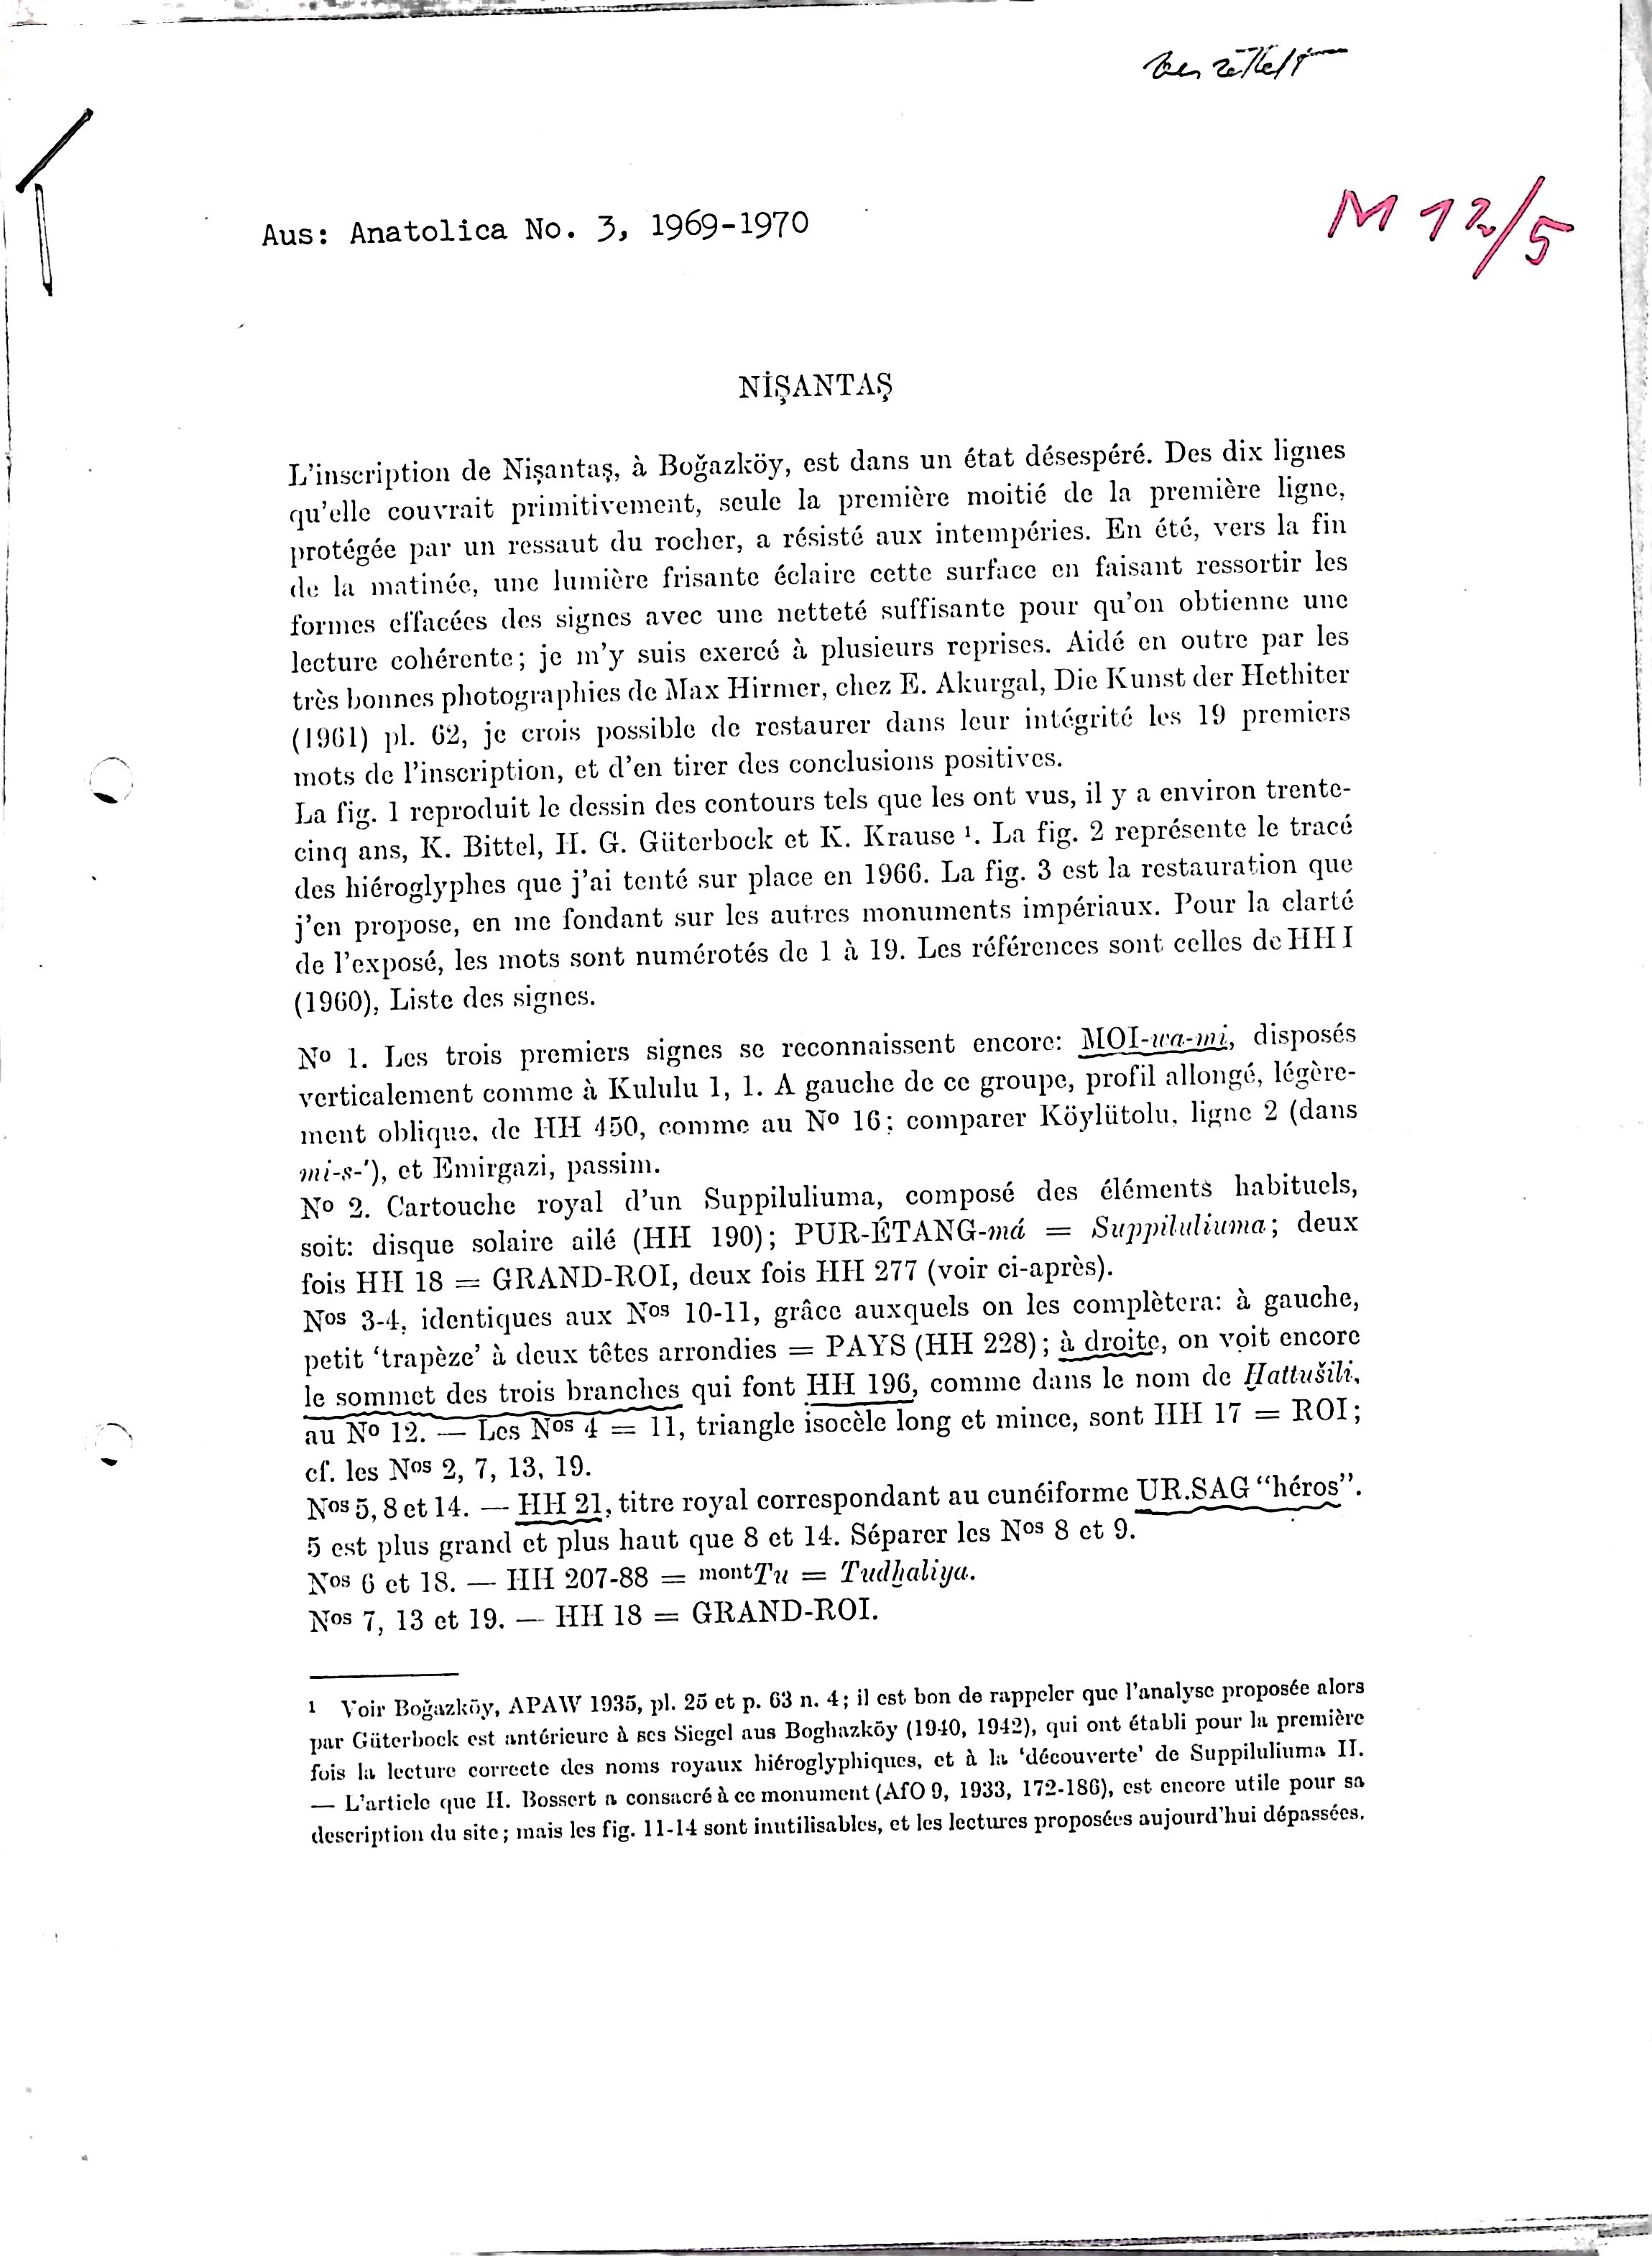 verzettelt
Aus: Anatolica No. 3, 1969-1970
M 12/5
NİŞANTAŞ
L'inscription de Nişantaş, à Boğazköy, est dans un état désespéré. Des dix lignes
qu'elle couvrait primitivement, seule la première moitié de la première ligne,
protégée par un ressaut du rocher, a résisté aux intempéries. En été, vers la fin
de la matinée, une lumière frisante éclaire cette surface en faisant ressortir les
formes effacées des signes avec une netteté suffisante pour qu'on obtienne une
lecture cohérente; je m'y suis exercé à plusieurs reprises. Aidé en outre par les
très bonnes photographies de Max Hirmer, chez E. Akurgal, Die Kunst der Hethiter
(1961) pl. 62, je crois possible de restaurer dans leur intégrité les 19 premiers
mots de l'inscription, et d'en tirer des conclusions positives.
La fig. 1 reproduit le dessin des contours tels que les ont vus, il y a environ trente-
cinq ans, K. Bittel, H. G. Güterbock et K. Krause ¹. La fig. 2 représente le tracé
des hiéroglyphes que j'ai tenté sur place en 1966. La fig. 3 est la restauration que
j'en propose, en me fondant sur les autres monuments impériaux. Pour la clarté
de l'exposé, les mots sont numérotés de 1 à 19. Les références sont celles de HH I
(1960), Liste des signes.
Nº 1. Les trois premiers signes se reconnaissent encore: MOI-wa-mi, disposés
verticalement comme à Kululu 1, 1. A gauche de ce groupe, profil allongé, légère-
ment oblique, de HH 450, comme au Nº 16; comparer Köylütolu, ligne 2 (dans
mi-s-'), et Emirgazi, passim.
Nº 2. Cartouche royal d'un Suppiluliuma, composé des éléments habituels,
soit: disque solaire ailé (HH 190); PUR-ÉTANG-má = Suppiluliuma; deux
fois HH 18 = GRAND-ROI, deux fois HH 277 (voir ci-après).
Nos 3-4, identiques aux Nos 10-11, grâce auxquels on les complètera: à gauche,
petit ‘trapèze’ à deux têtes arrondies = PAYS (HH 228); à droite, on voit encore
le sommet des trois branches qui font HH 196, comme dans le nom de Ḫattušili,
au Nº 12. — Les Nos 4 = 11, triangle isocèle long et mince, sont HH 17 = ROI;
cf. les Nos 2, 7, 13, 19.
Nos 5, 8 et 14. — HH 21, titre royal correspondant au cunéiforme UR.SAG “héros”.
5 est plus grand et plus haut que 8 et 14. Séparer les Nos 8 et 9.
Nos 6 et 18. — HH 207-88 = montTu = Tudḫaliya.
Nos 7, 13 et 19. — HH 18 = GRAND-ROI.
¹ Voir Boğazköy, APAW 1935, pl. 25 et p. 63 n. 4; il est bon de rappeler que l'analyse proposée alors
par Güterbock est antérieure à ses Siegel aus Boghazköy (1940, 1942), qui ont établi pour la première
fois la lecture correcte des noms royaux hiéroglyphiques, et à la ‘découverte’ de Suppiluliuma II.
— L'article que H. Bossert a consacré à ce monument (AfO 9, 1933, 172-186), est encore utile pour sa
description du site; mais les fig. 11-14 sont inutilisables, et les lectures proposées aujourd'hui dépassées.